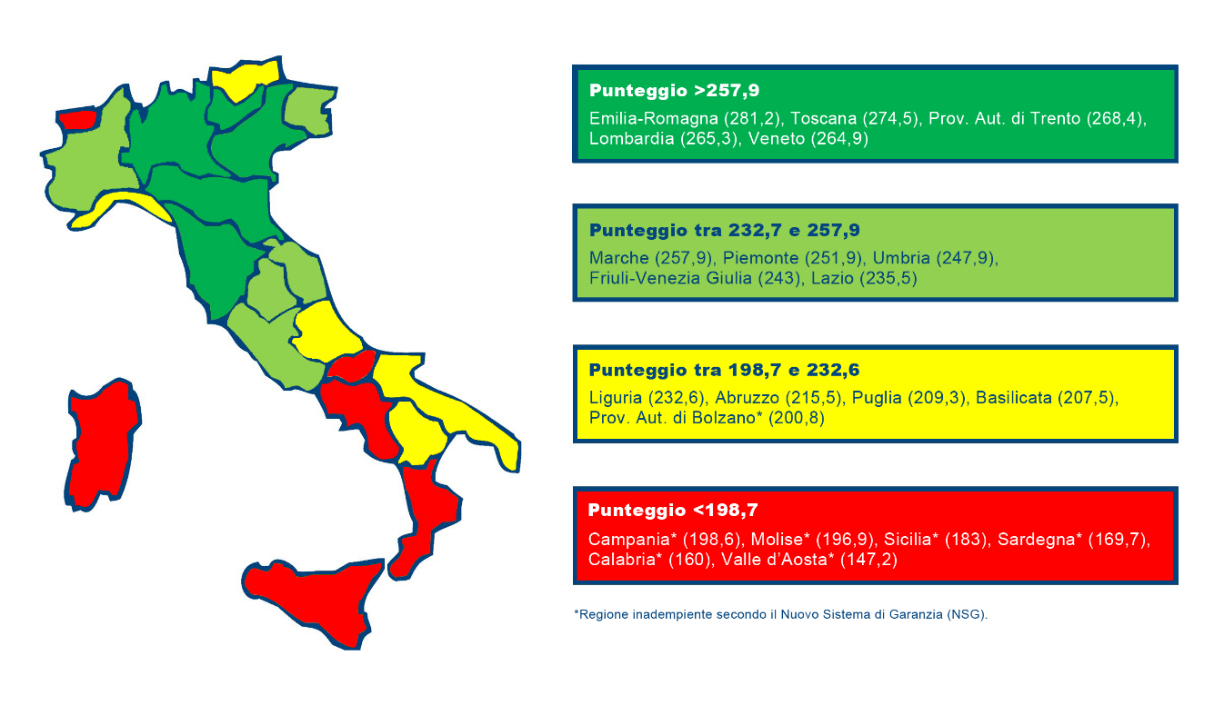 Punteggio >257,9
Emilia-Romagna (281,2), Toscana (274,5), Prov. Aut. di Trento (268,4),
Lombardia (265,3), Veneto (264,9)
Punteggio tra 232,7 e 257,9
Marche (257,9), Piemonte (251,9), Umbria (247,9),
Friuli-Venezia Giulia (243), Lazio (235,5)
Punteggio tra 198,7 e 232,6
Liguria (232,6), Abruzzo (215,5), Puglia (209,3), Basilicata (207,5),
Prov. Aut. di Bolzano* (200,8)
Punteggio <198,7
Campania* (198,6), Molise* (196,9), Sicilia* (183), Sardegna* (169,7),
Calabria* (160), Valle d’Aosta* (147,2)
*Regione inadempiente secondo il Nuovo Sistema di Garanzia (NSG).